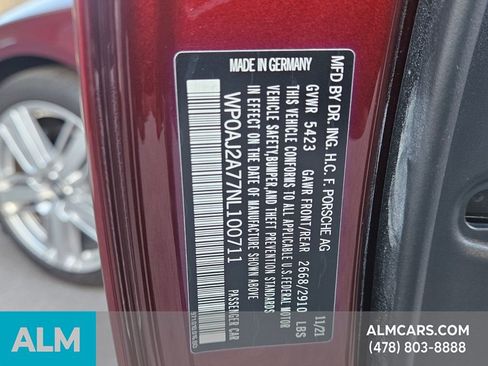 MFD BY DR. ING. H.C. F. PORSCHE AG
GVWR 5423 GAWR FRONT/REAR 2668/2910 LBS
THIS VEHICLE CONFORMS TO ALL APPLICABLE U.S. FEDERAL MOTOR
VEHICLE SAFETY, BUMPER, AND THEFT PREVENTION STANDARDS
IN EFFECT ON THE DATE OF MANUFACTURE 11/21
WP0AJ2A77NL100711 PASSENGER CAR
MADE IN GERMANY
ALM
ALMCARS.COM
(478) 803-8888